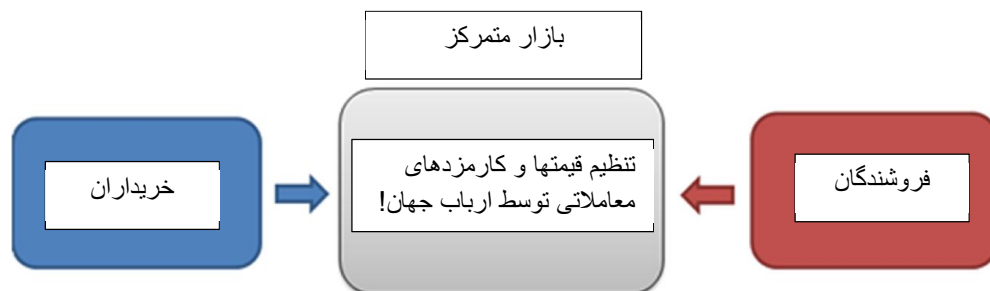 بازار متمرکز
فروشندگان
تنظیم قیمتها و کارمزدهای
معاملاتی توسط ارباب جهان!
خریداران